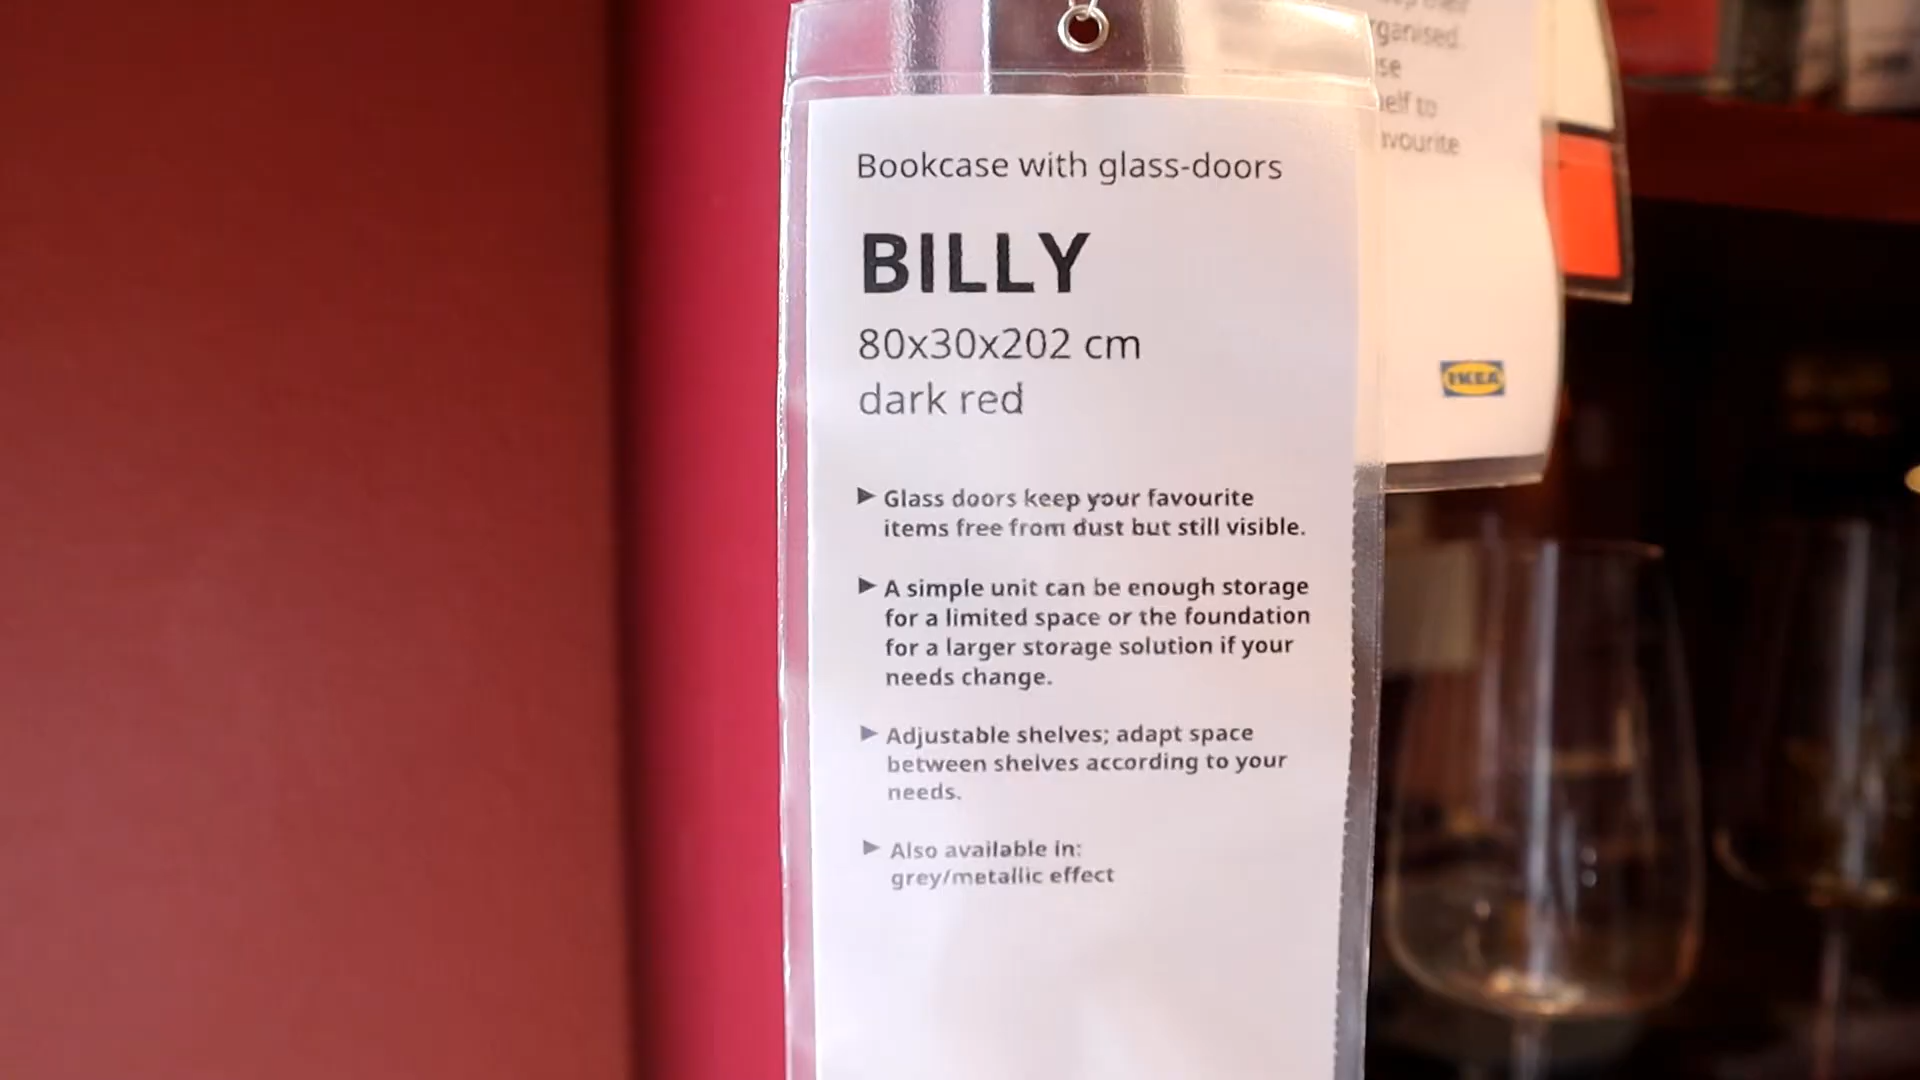 Bookcase with glass-doors
BILLY
80x30x202 cm
dark red
▶ Glass doors keep your favourite
items free from dust but still visible.
▶ A simple unit can be enough storage
for a limited space or the foundation
for a larger storage solution if your
needs change.
▶ Adjustable shelves; adapt space
between shelves according to your
needs.
▶ Also available in:
grey/metallic effect
IKEA